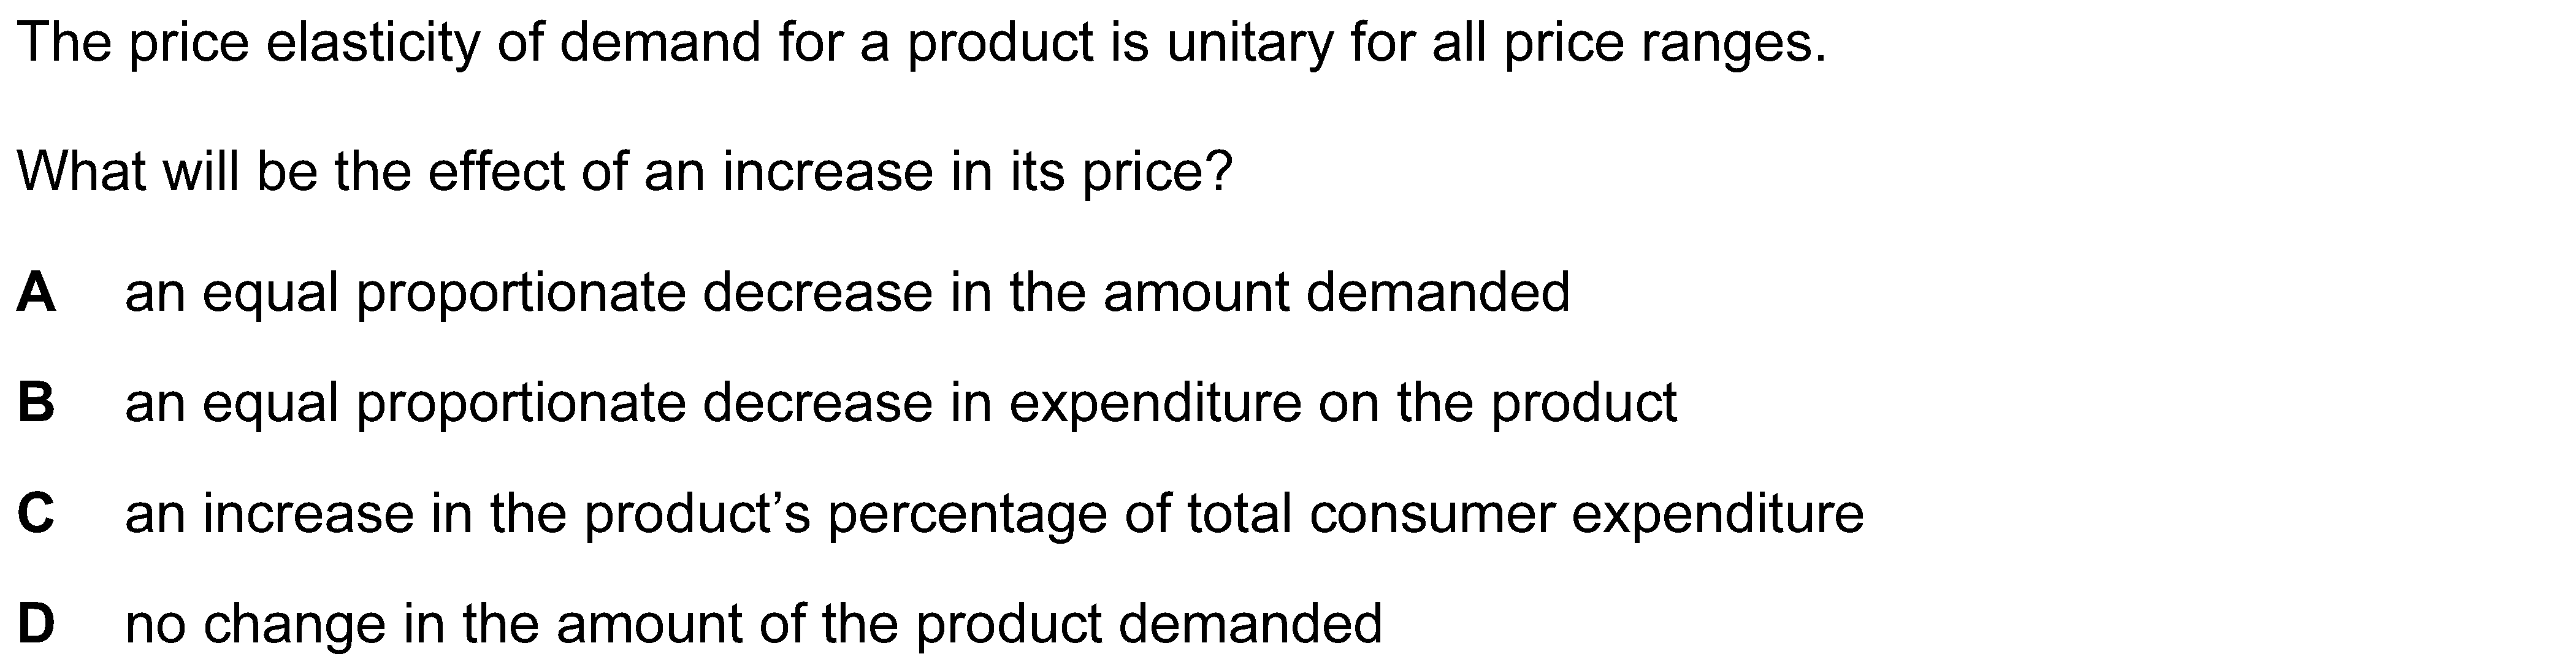 The price elasticity of demand for a product is unitary for all price ranges.
What will be the effect of an increase in its price?
A an equal proportionate decrease in the amount demanded
B an equal proportionate decrease in expenditure on the product
C an increase in the product’s percentage of total consumer expenditure
D no change in the amount of the product demanded